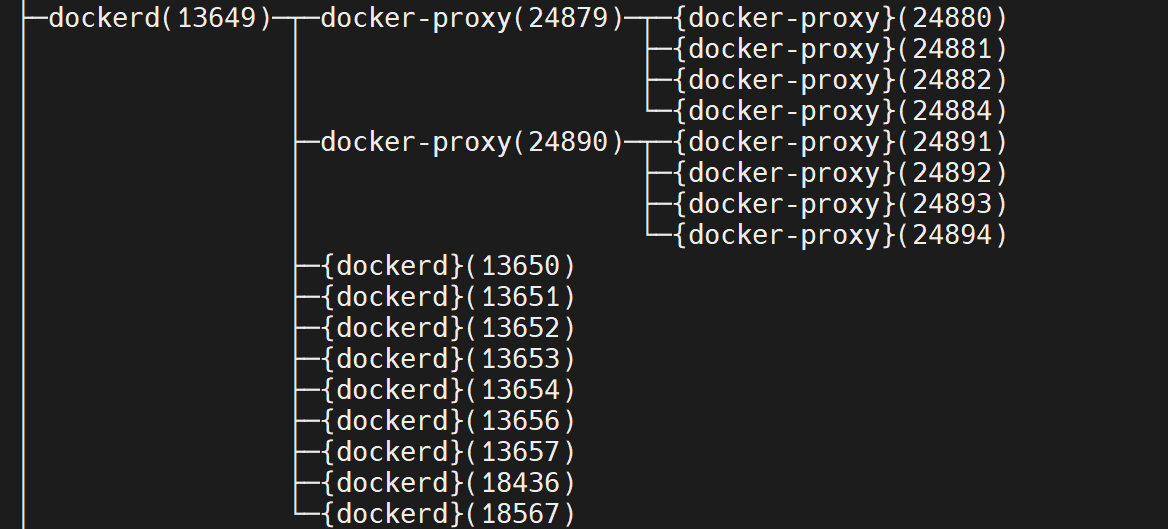 ├─dockerd(13649)─┬─docker-proxy(24879)─┬─{docker-proxy}(24880)
│                │                     ├─{docker-proxy}(24881)
│                │                     ├─{docker-proxy}(24882)
│                │                     └─{docker-proxy}(24884)
│                ├─docker-proxy(24890)─┬─{docker-proxy}(24891)
│                │                     ├─{docker-proxy}(24892)
│                │                     ├─{docker-proxy}(24893)
│                │                     └─{docker-proxy}(24894)
│                ├─{dockerd}(13650)
│                ├─{dockerd}(13651)
│                ├─{dockerd}(13652)
│                ├─{dockerd}(13653)
│                ├─{dockerd}(13654)
│                ├─{dockerd}(13656)
│                ├─{dockerd}(13657)
│                ├─{dockerd}(18436)
│                └─{dockerd}(18567)